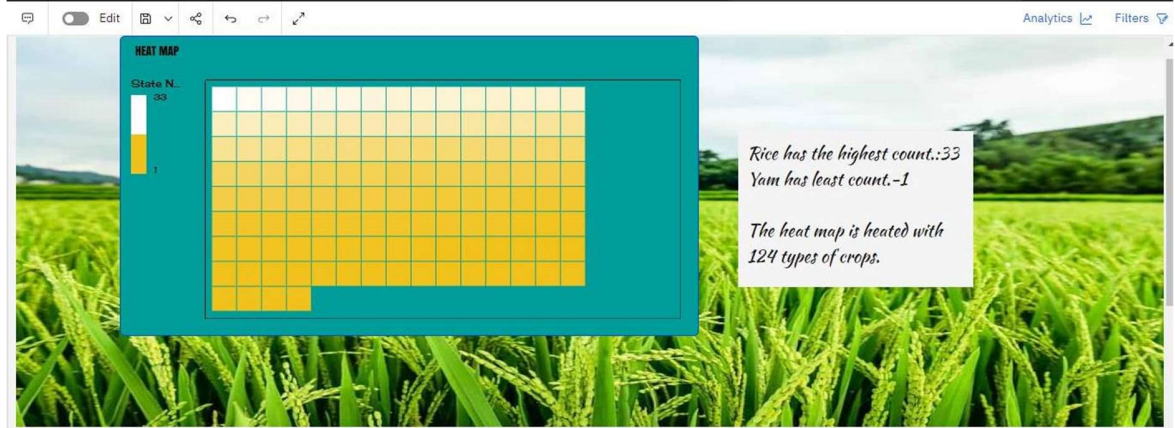 Edit
Analytics
Filters
HEAT MAP
State N..
33
1
Rice has the highest count.:33
Yam has least count.-1
The heat map is heated with
124 types of crops.